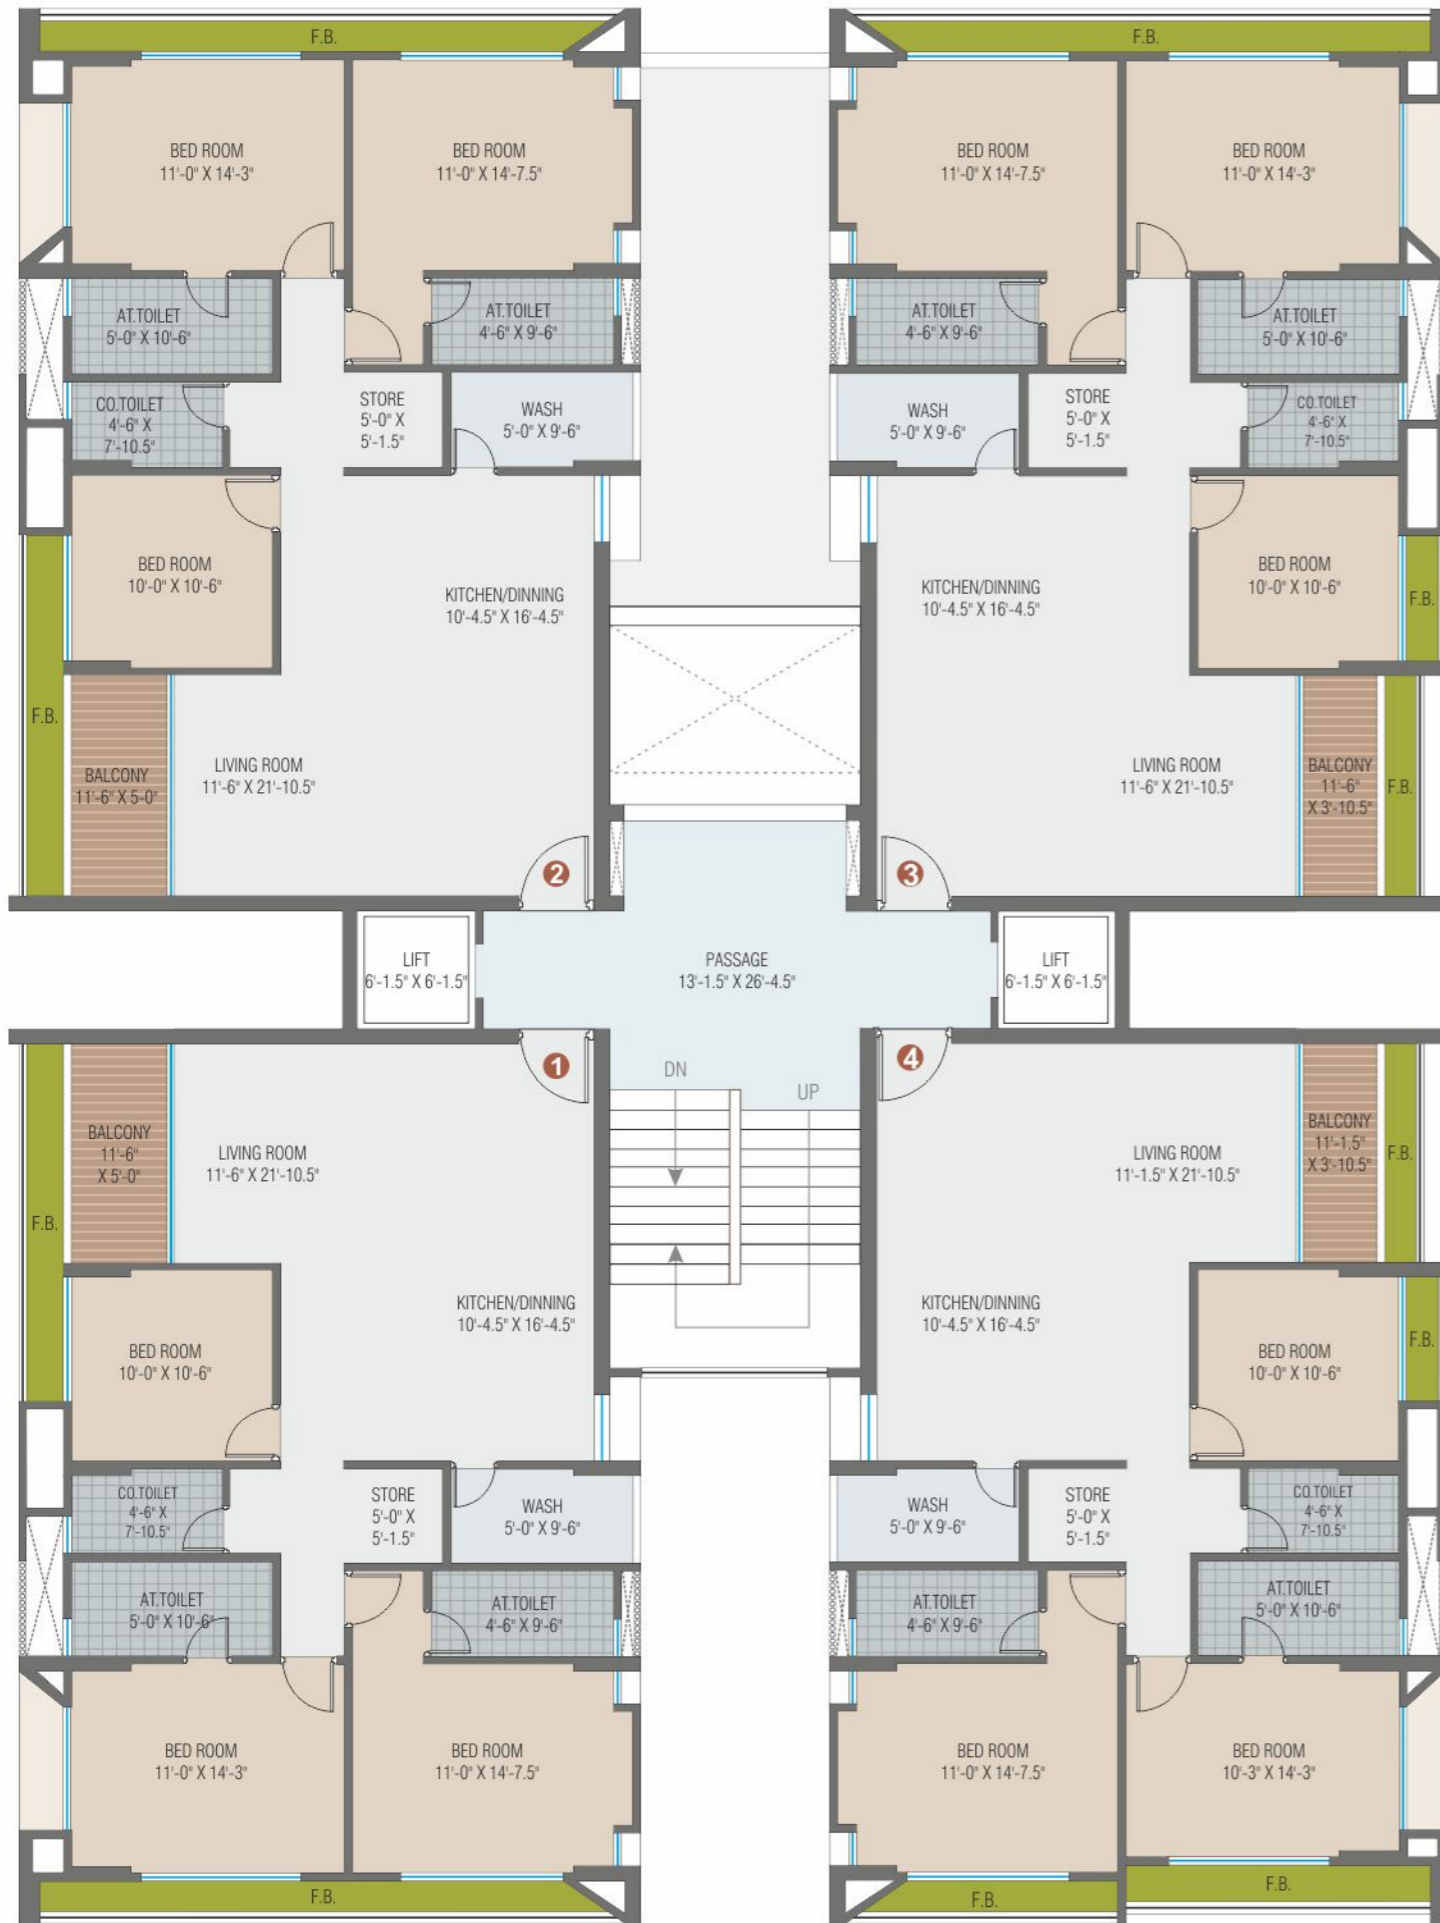 F.B.
F.B.
BED ROOM
11'-0" X 14'-3"
BED ROOM
11'-0" X 14'-7.5"
BED ROOM
11'-0" X 14'-7.5"
BED ROOM
11'-0" X 14'-3"
AT.TOILET
5'-0" X 10'-6"
AT.TOILET
4'-6" X 9'-6"
AT.TOILET
4'-6" X 9'-6"
AT.TOILET
5'-0" X 10'-6"
CO.TOILET
4'-6" X
7'-10.5"
STORE
5'-0" X
5'-1.5"
WASH
5'-0" X 9'-6"
WASH
5'-0" X 9'-6"
STORE
5'-0" X
5'-1.5"
CO.TOILET
4'-6" X
7'-10.5"
BED ROOM
10'-0" X 10'-6"
KITCHEN/DINNING
10'-4.5" X 16'-4.5"
KITCHEN/DINNING
10'-4.5" X 16'-4.5"
BED ROOM
10'-0" X 10'-6"
F.B.
F.B.
BALCONY
11'-6" X 5-0"
LIVING ROOM
11'-6" X 21'-10.5"
LIVING ROOM
11'-6" X 21'-10.5"
BALCONY
11'-6"
X 3'-10.5"
F.B.
2
3
LIFT
6'-1.5" X 6'-1.5"
PASSAGE
13'-1.5" X 26'-4.5"
LIFT
6'-1.5" X 6'-1.5"
1
4
DN
UP
BALCONY
11'-6"
X 5'-0"
LIVING ROOM
11'-6" X 21'-10.5"
LIVING ROOM
11'-1.5" X 21'-10.5"
BALCONY
11'-1.5"
X 3'-10.5"
F.B.
F.B.
KITCHEN/DINNING
10'-4.5" X 16'-4.5"
KITCHEN/DINNING
10'-4.5" X 16'-4.5"
F.B.
BED ROOM
10'-0" X 10'-6"
BED ROOM
10'-0" X 10'-6"
CO.TOILET
4'-6" X
7'-10.5"
STORE
5'-0" X
5'-1.5"
WASH
5'-0" X 9'-6"
WASH
5'-0" X 9'-6"
STORE
5'-0" X
5'-1.5"
CO.TOILET
4'-6" X
7'-10.5"
AT.TOILET
5'-0" X 10'-6"
AT.TOILET
4'-6" X 9'-6"
AT.TOILET
4'-6" X 9'-6"
AT.TOILET
5'-0" X 10'-6"
BED ROOM
11'-0" X 14'-3"
BED ROOM
11'-0" X 14'-7.5"
BED ROOM
11'-0" X 14'-7.5"
BED ROOM
10'-3" X 14'-3"
F.B.
F.B.
F.B.